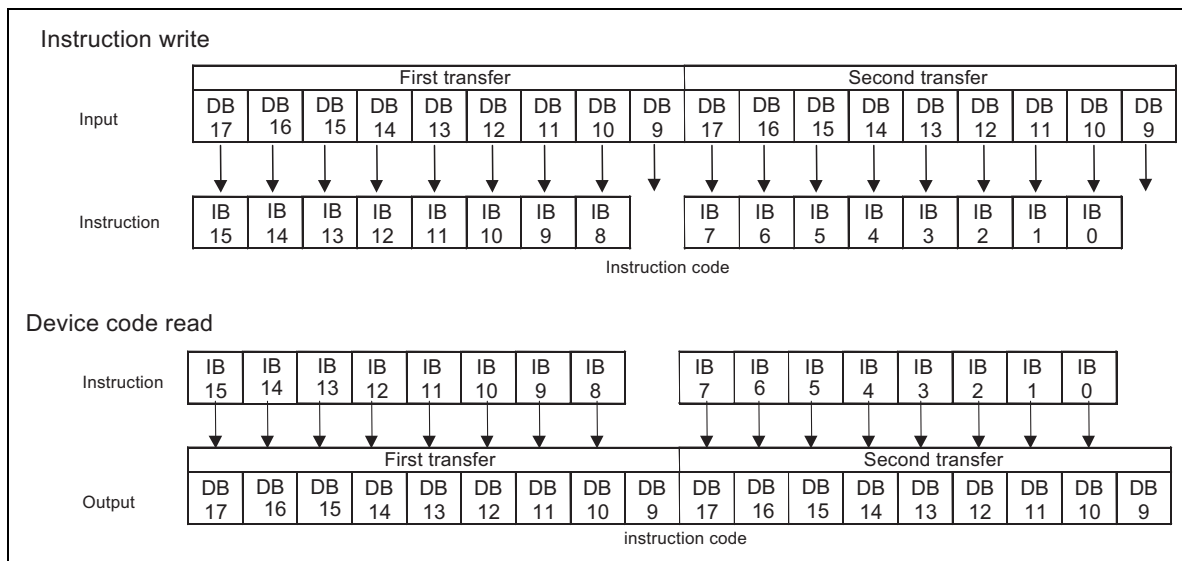 Instruction write
First transfer Second transfer
Input
DB DB DB DB DB DB DB DB DB DB DB DB DB DB DB DB DB DB
17 16 15 14 13 12 11 10 9 17 16 15 14 13 12 11 10 9
Instruction
IB IB IB IB IB IB IB IB IB IB IB IB IB IB IB IB
15 14 13 12 11 10 9 8 7 6 5 4 3 2 1 0
Instruction code
Device code read
Instruction
IB IB IB IB IB IB IB IB IB IB IB IB IB IB IB IB
15 14 13 12 11 10 9 8 7 6 5 4 3 2 1 0
First transfer Second transfer
Output
DB DB DB DB DB DB DB DB DB DB DB DB DB DB DB DB DB DB
17 16 15 14 13 12 11 10 9 17 16 15 14 13 12 11 10 9
instruction code